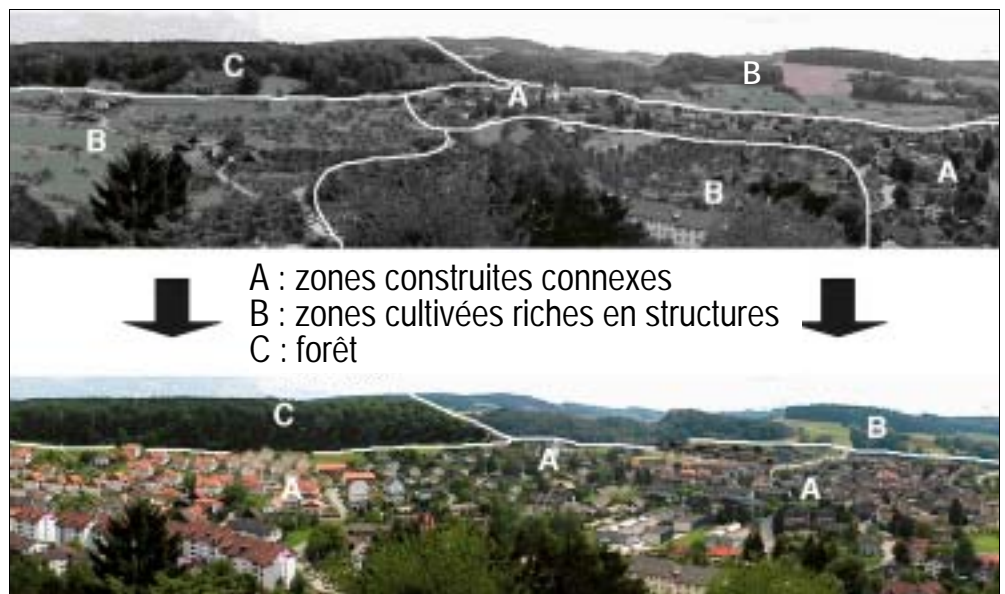 C
B
A
B
A
B
A : zones construites connexes
B : zones cultivées riches en structures
C : forêt
C
B
A
A
A